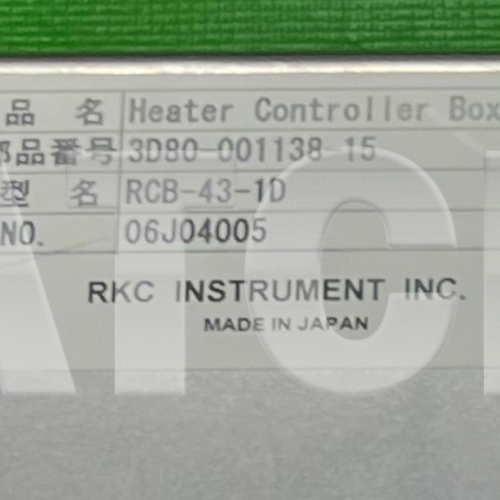 品 名 Heater Controller Box
部品番号 3D80-001138-15
型 名 RCB-43-1D
NO. 06J04005
RKC INSTRUMENT INC.
MADE IN JAPAN